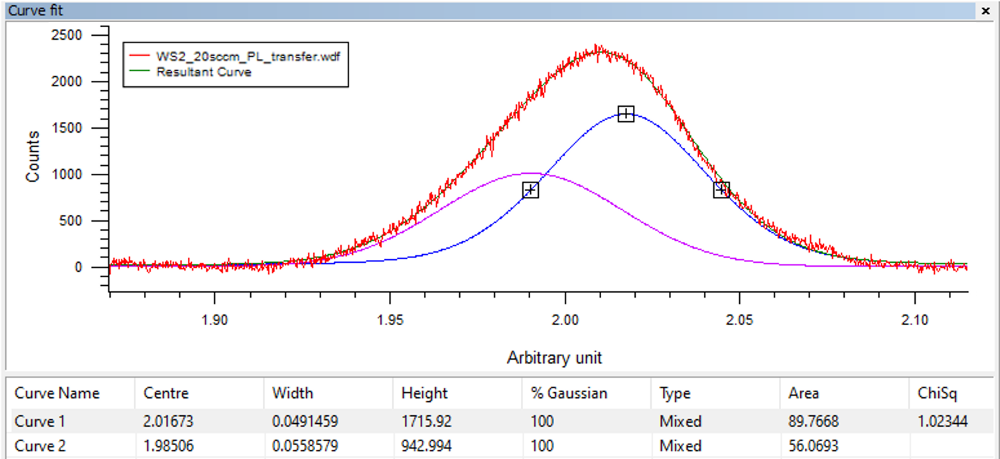 Curve fit
×
2500
2000
1500
1000
500
0
Counts
WS2_20sccm_PL_transfer.wdf
Resultant Curve
1.90 1.95 2.00 2.05 2.10
Arbitrary unit
Curve Name Centre Width Height % Gaussian Type Area ChiSq
Curve 1 2.01673 0.0491459 1715.92 100 Mixed 89.7668 1.02344
Curve 2 1.98506 0.0558579 942.994 100 Mixed 56.0693